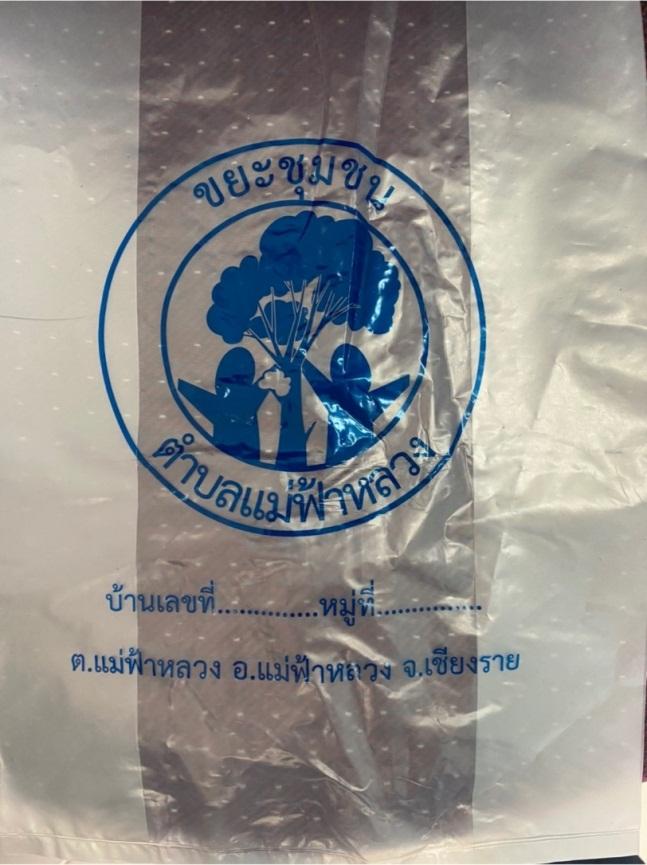 ขยะชุมชน
ตำบลแม่ฟ้าหลวง
บ้านเลขที่.............หมู่ที่..............
ต.แม่ฟ้าหลวง อ.แม่ฟ้าหลวง จ.เชียงราย